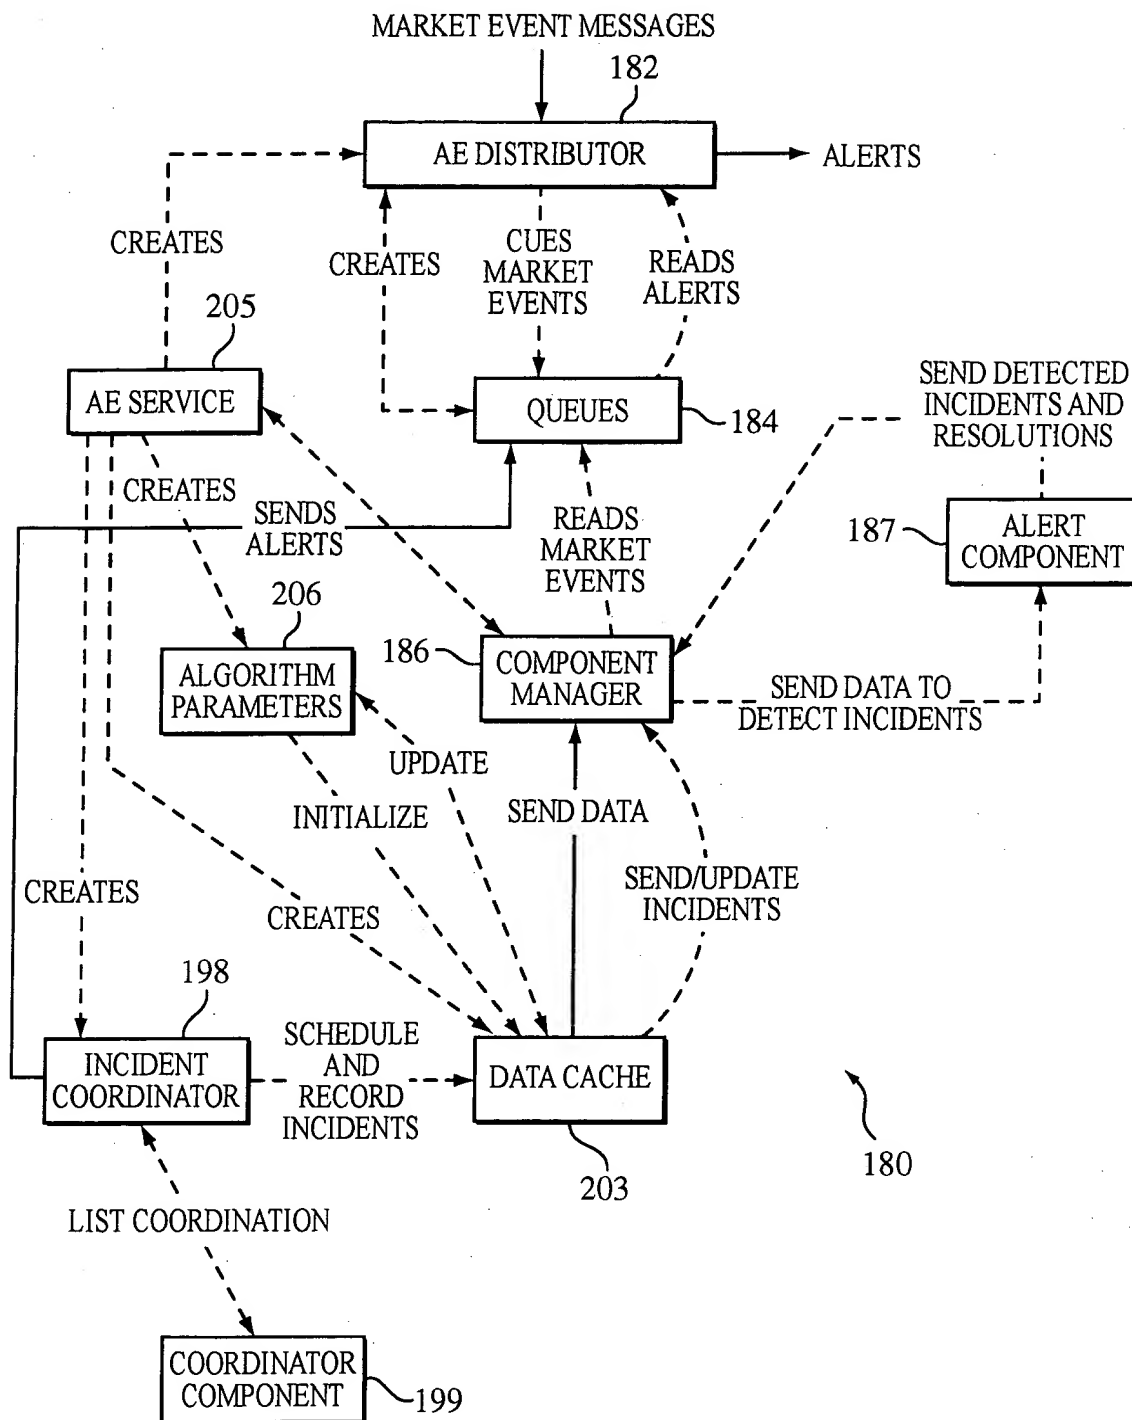 MARKET EVENT MESSAGES
182
AE DISTRIBUTOR
ALERTS
CREATES
CREATES
CUES
MARKET
EVENTS
READS
ALERTS
205
AE SERVICE
QUEUES
184
SEND DETECTED
INCIDENTS AND
RESOLUTIONS
CREATES
SENDS
ALERTS
READS
MARKET
EVENTS
187
ALERT
COMPONENT
206
ALGORITHM
PARAMETERS
186
COMPONENT
MANAGER
SEND DATA TO
DETECT INCIDENTS
UPDATE
INITIALIZE
SEND DATA
CREATES
CREATES
SEND/UPDATE
INCIDENTS
198
INCIDENT
COORDINATOR
SCHEDULE
AND
RECORD
INCIDENTS
DATA CACHE
203
180
LIST COORDINATION
COORDINATOR
COMPONENT
199